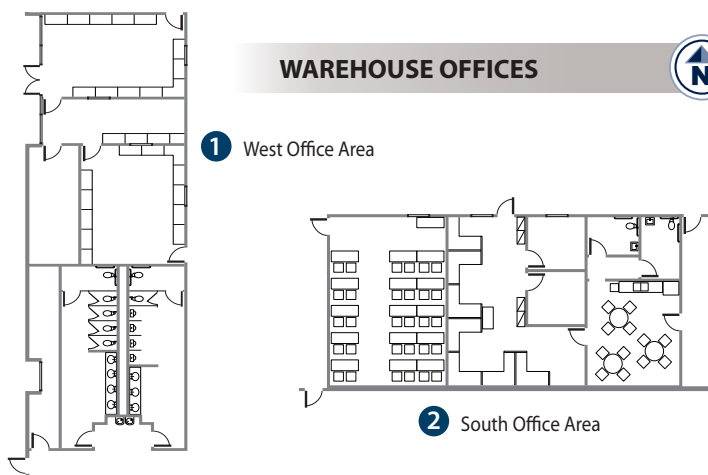 WAREHOUSE OFFICES
N
1 West Office Area
2 South Office Area